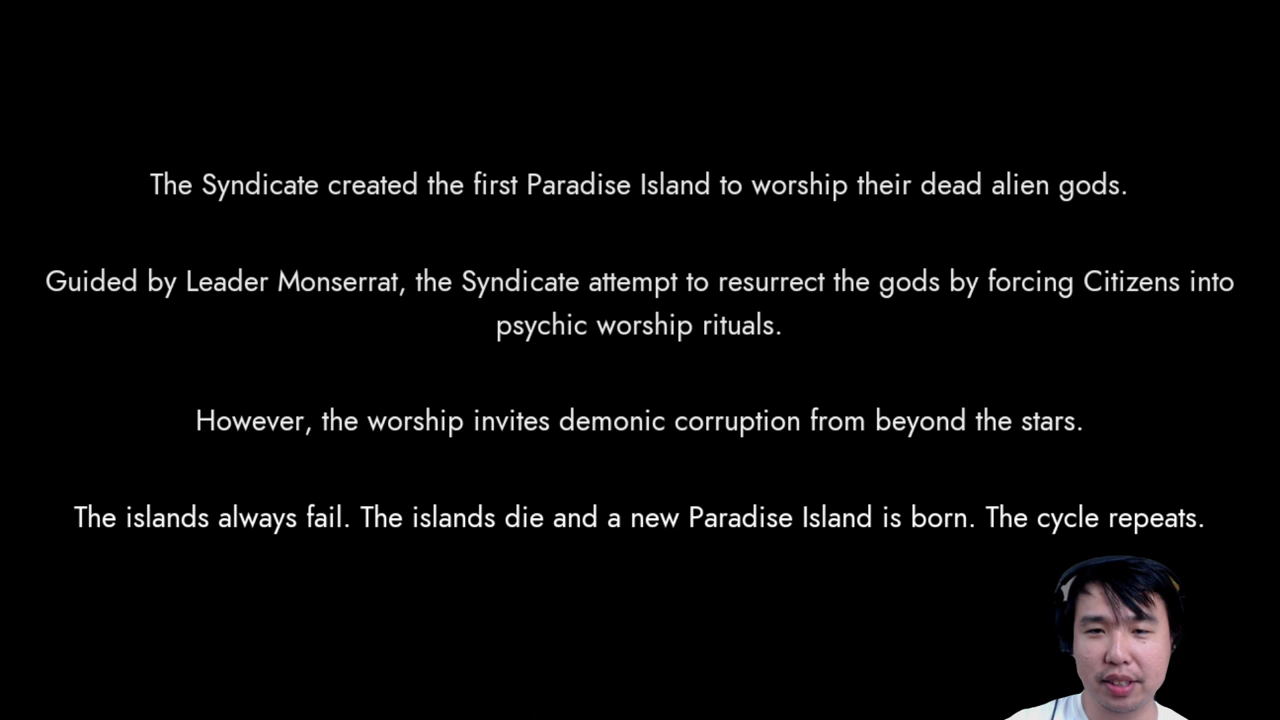 The Syndicate created the first Paradise Island to worship their dead alien gods.
Guided by Leader Monserrat, the Syndicate attempt to resurrect the gods by forcing Citizens into
psychic worship rituals.
However, the worship invites demonic corruption from beyond the stars.
The islands always fail. The islands die and a new Paradise Island is born. The cycle repeats.